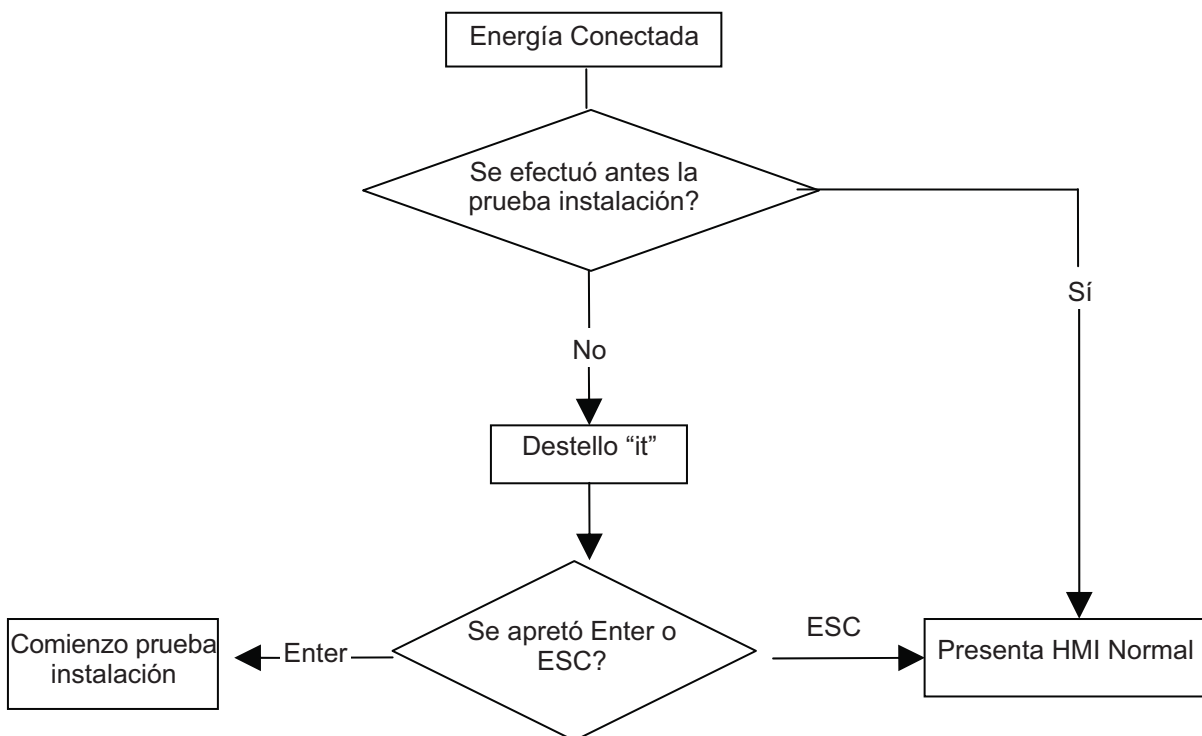 Energía Conectada
Se efectuó antes la
prueba instalación?
Sí
No
Destello “it”
Se apretó Enter o
ESC?
ESC
Enter
Comienzo prueba
instalación
Presenta HMI Normal